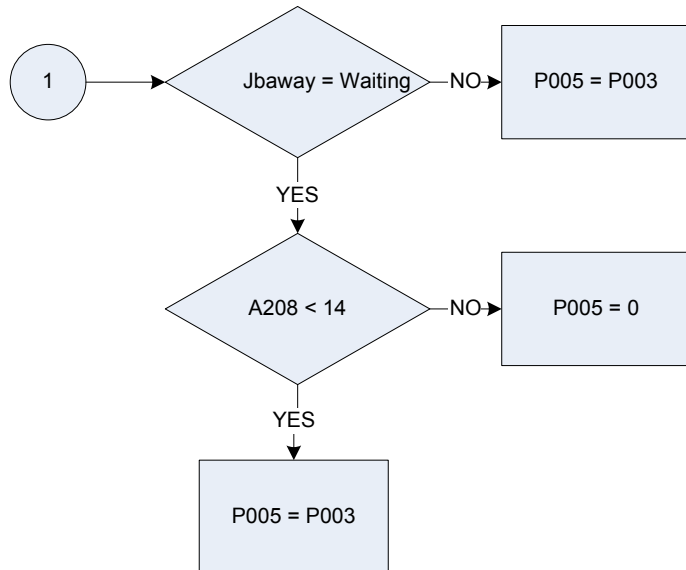 1
Jbaway = Waiting
NO
P005 = P003
YES
A208 < 14
NO
P005 = 0
YES
P005 = P003